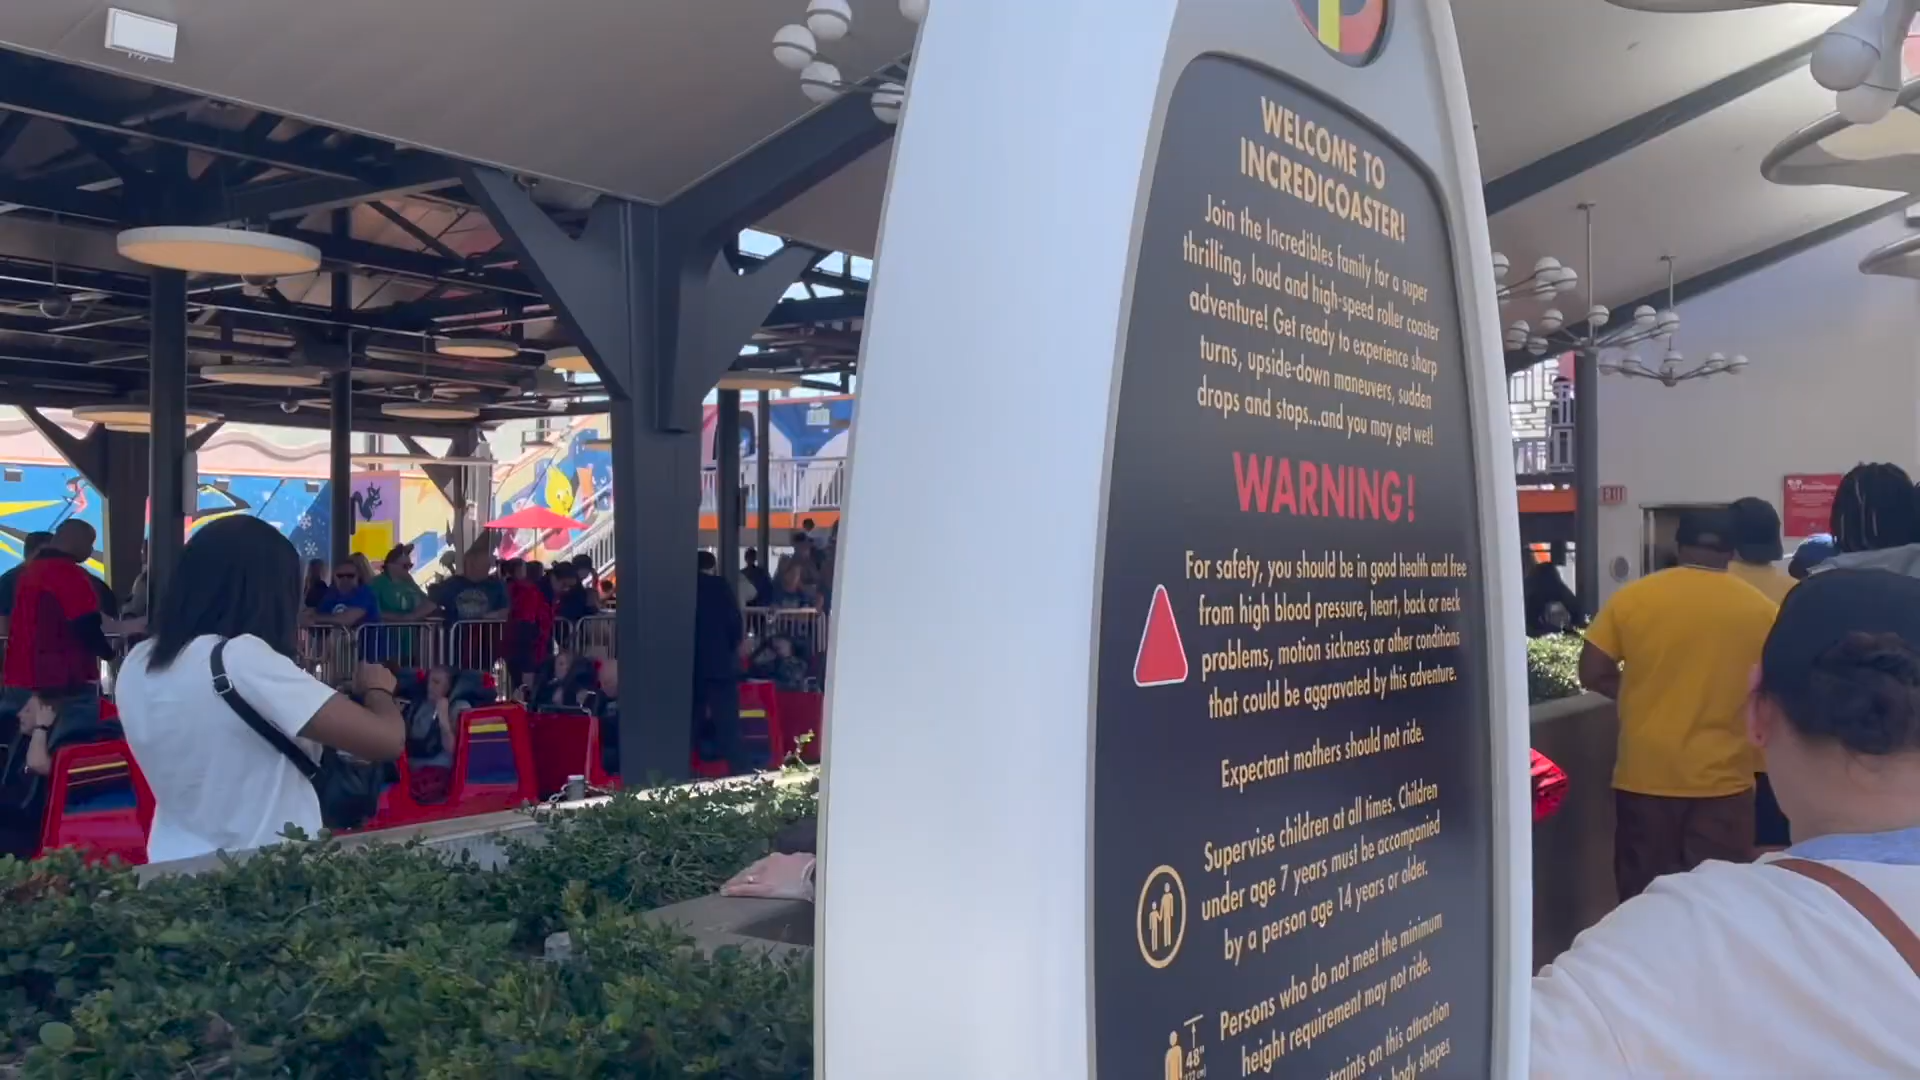 WELCOME TO
INCREDICOASTER!
Join the Incredibles family for a super
thrilling, loud and high-speed roller coaster
adventure! Get ready to experience sharp
turns, upside-down maneuvers, sudden
drops and stops...and you may get wet!
WARNING!
For safety, you should be in good health and free
from high blood pressure, heart, back or neck
problems, motion sickness or other conditions
that could be aggravated by this adventure.
Expectant mothers should not ride.
Supervise children at all times. Children
under age 7 years must be accompanied
by a person age 14 years or older.
Persons who do not meet the minimum
height requirement may not ride.
48"
on this attraction
body shapes
EXIT